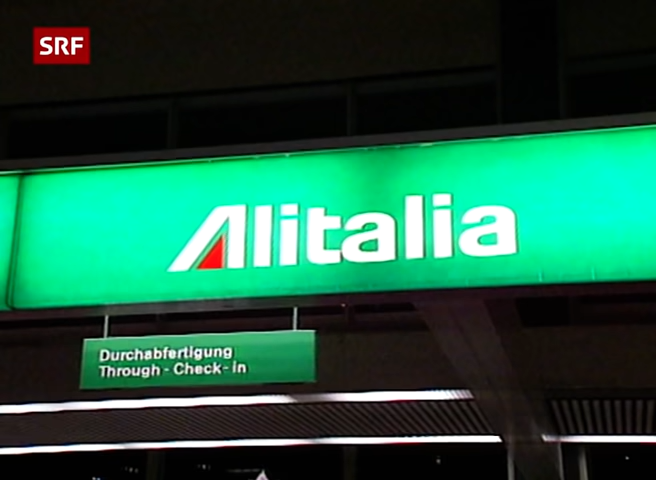 SRF
Alitalia
Durchabfertigung
Through - Check - in